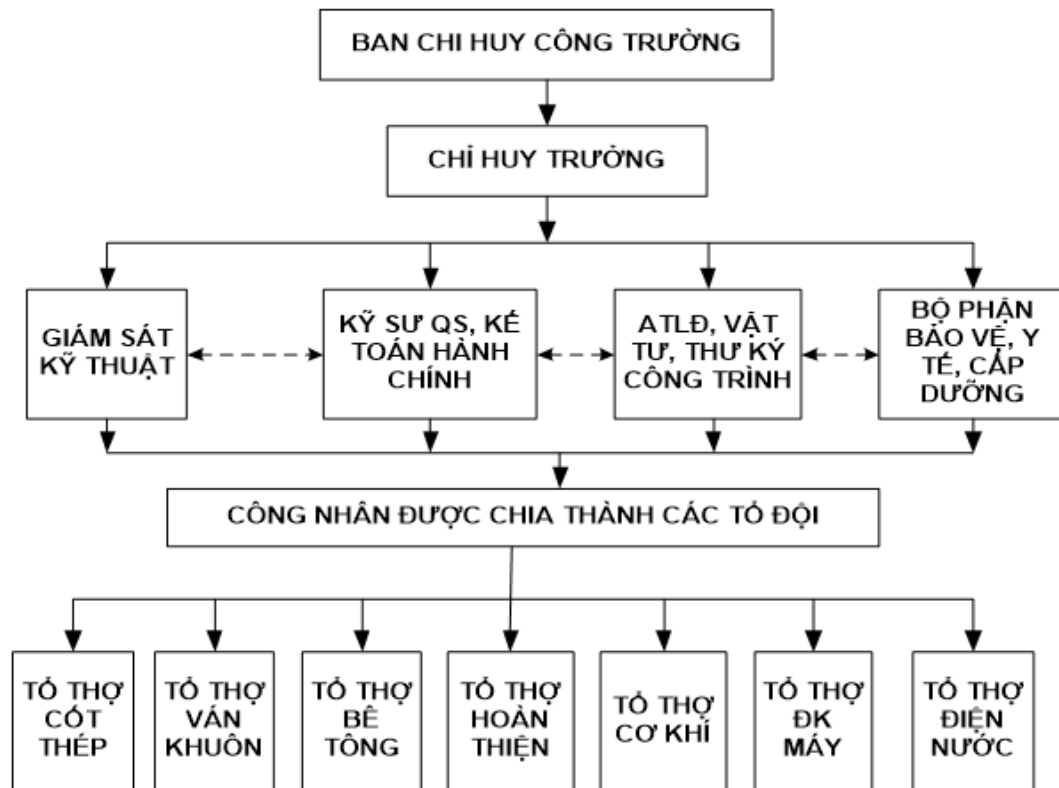 BAN CHI HUY CÔNG TRƯỜNG
CHỈ HUY TRƯỞNG
GIÁM SÁT
KỸ THUẬT
KỸ SƯ QS, KẾ
TOÁN HÀNH
CHÍNH
ATLĐ, VẬT
TƯ, THƯ KÝ
CÔNG TRÌNH
BỘ PHẬN
BẢO VỆ, Y
TẾ, CẤP
DƯỠNG
CÔNG NHÂN ĐƯỢC CHIA THÀNH CÁC TỔ ĐỘI
TỔ THỢ
CỐT
THÉP
TỔ THỢ
VÁN
KHUÔN
TỔ THỢ
BÊ
TÔNG
TỔ THỢ
HOÀN
THIỆN
TỔ THỢ
CƠ KHÍ
TỔ THỢ
ĐK
MÁY
TỔ THỢ
ĐIỆN
NƯỚC